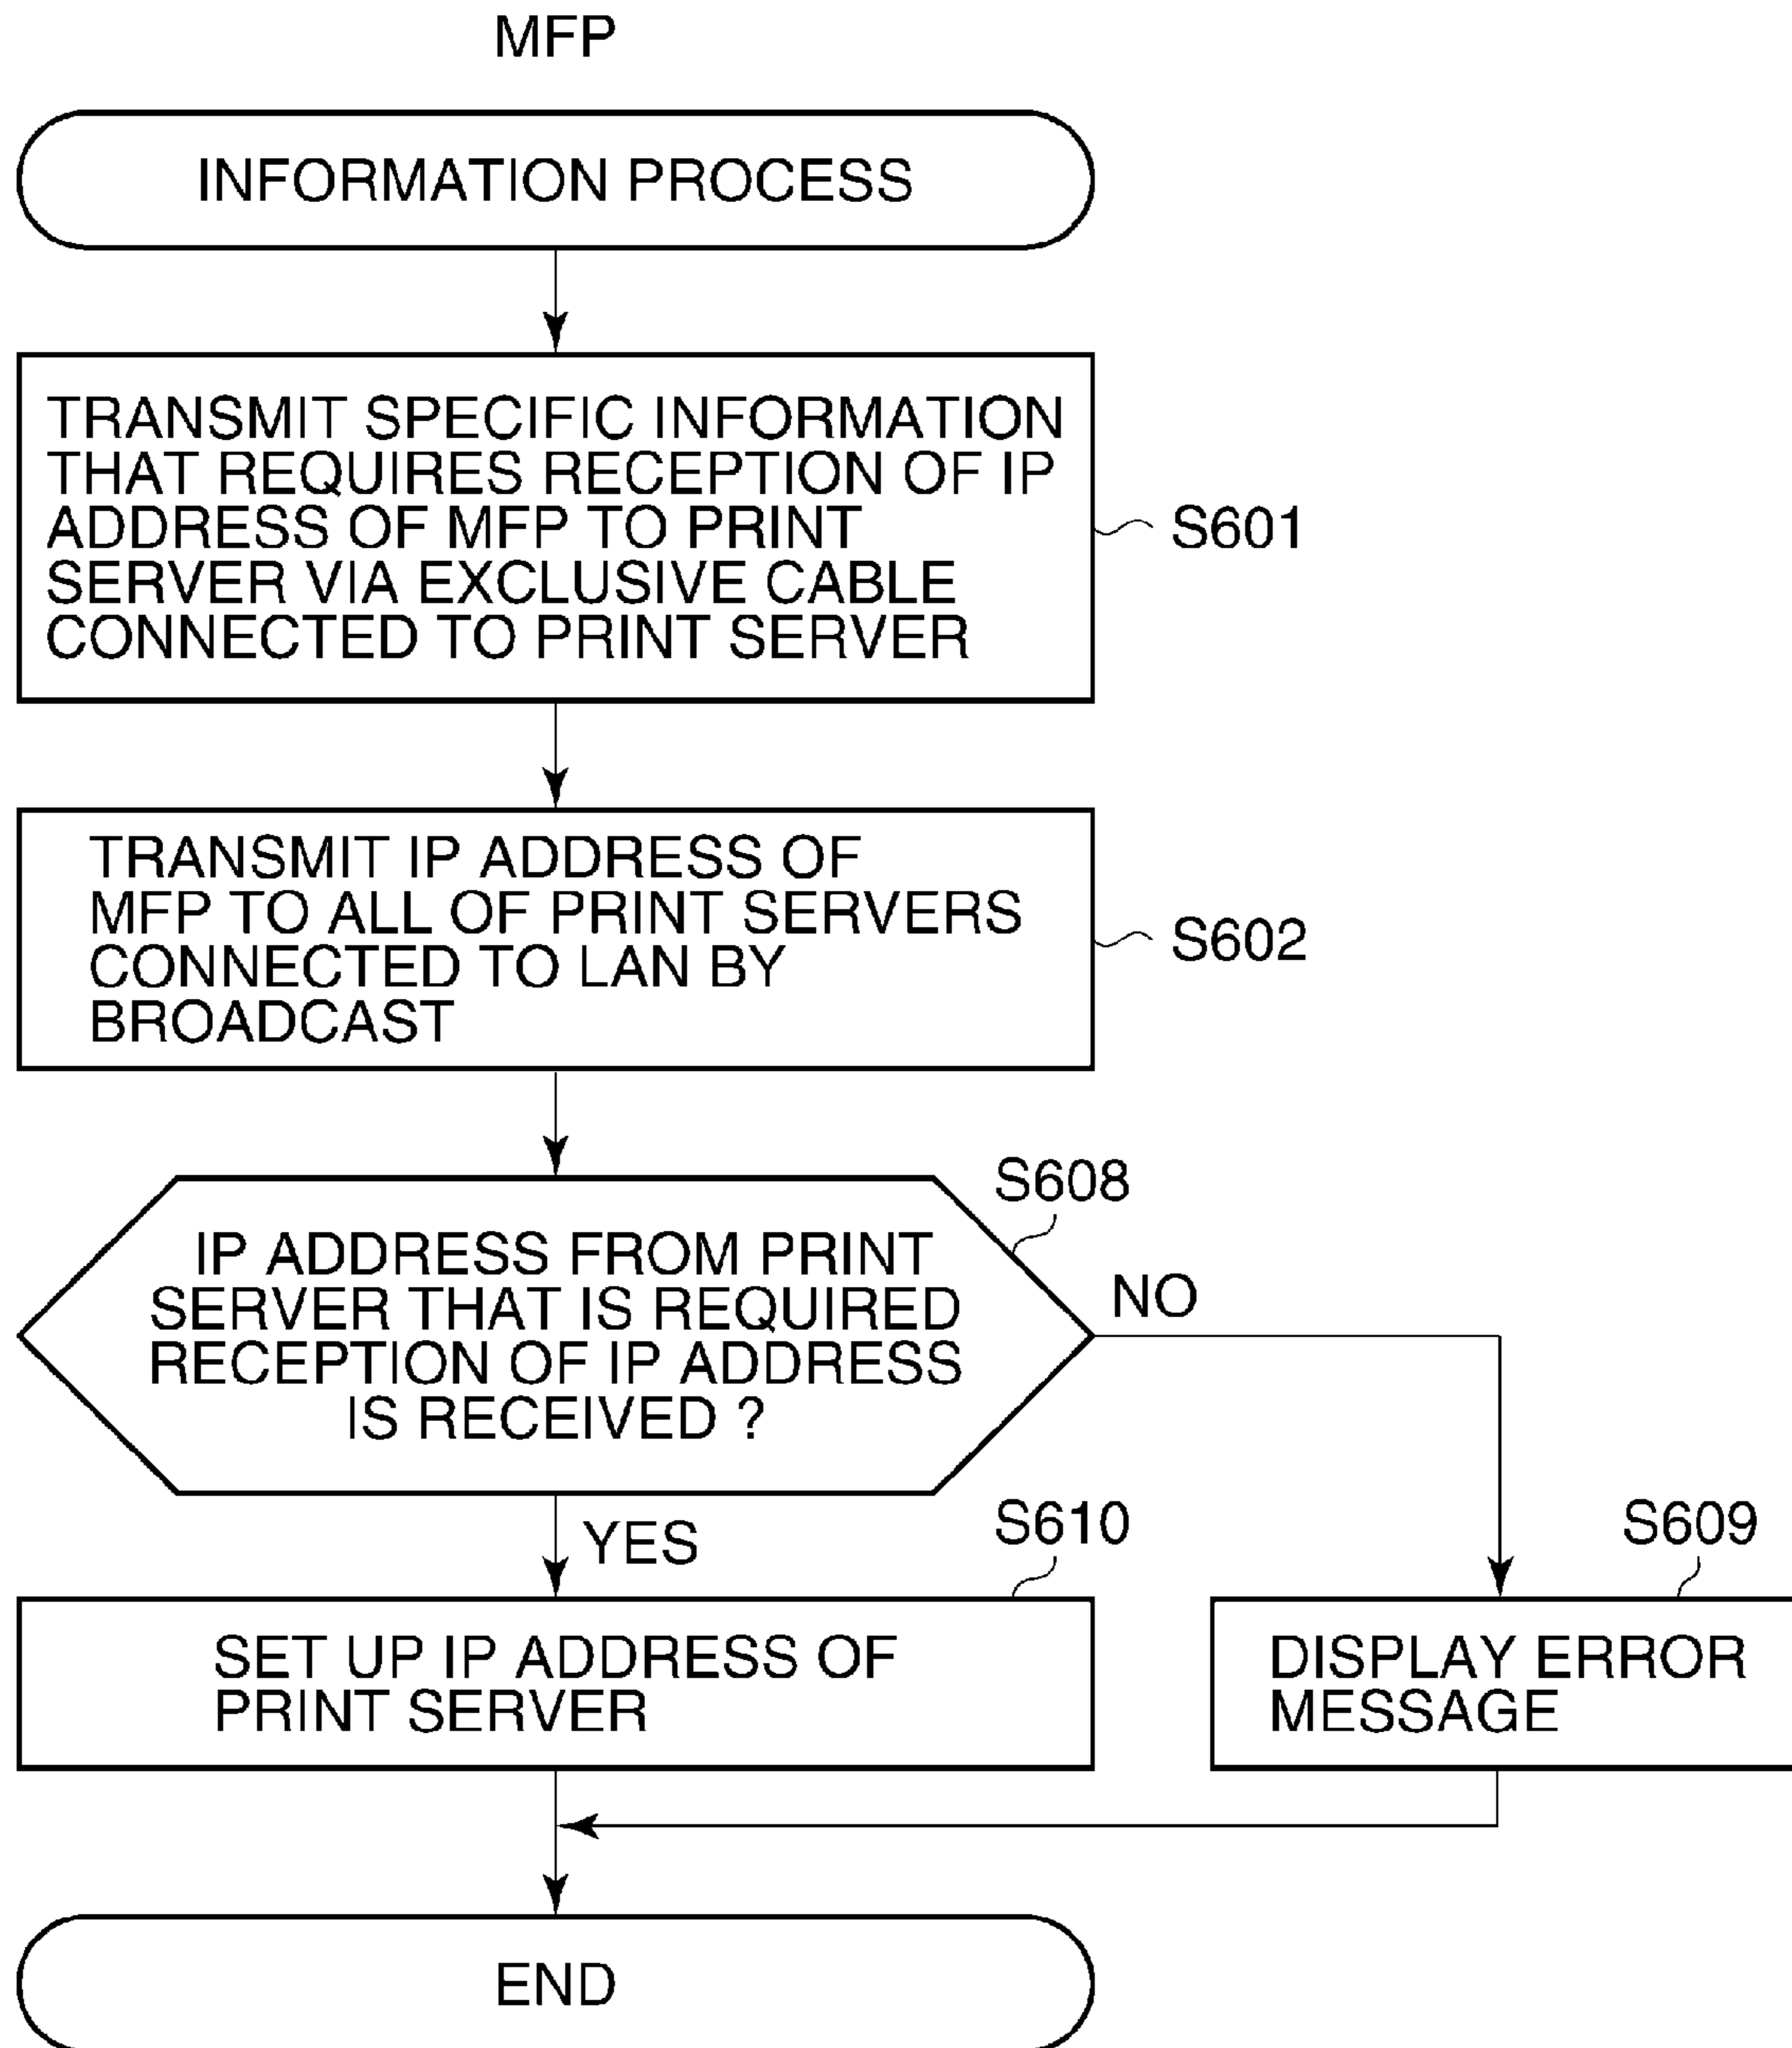 MFP
INFORMATION PROCESS
TRANSMIT SPECIFIC INFORMATION
THAT REQUIRES RECEPTION OF IP
ADDRESS OF MFP TO PRINT
SERVER VIA EXCLUSIVE CABLE
CONNECTED TO PRINT SERVER
S601
TRANSMIT IP ADDRESS OF
MFP TO ALL OF PRINT SERVERS
CONNECTED TO LAN BY
BROADCAST
S602
S608
IP ADDRESS FROM PRINT
SERVER THAT IS REQUIRED
RECEPTION OF IP ADDRESS
IS RECEIVED ?
NO
YES
S610
S609
SET UP IP ADDRESS OF
PRINT SERVER
DISPLAY ERROR
MESSAGE
END